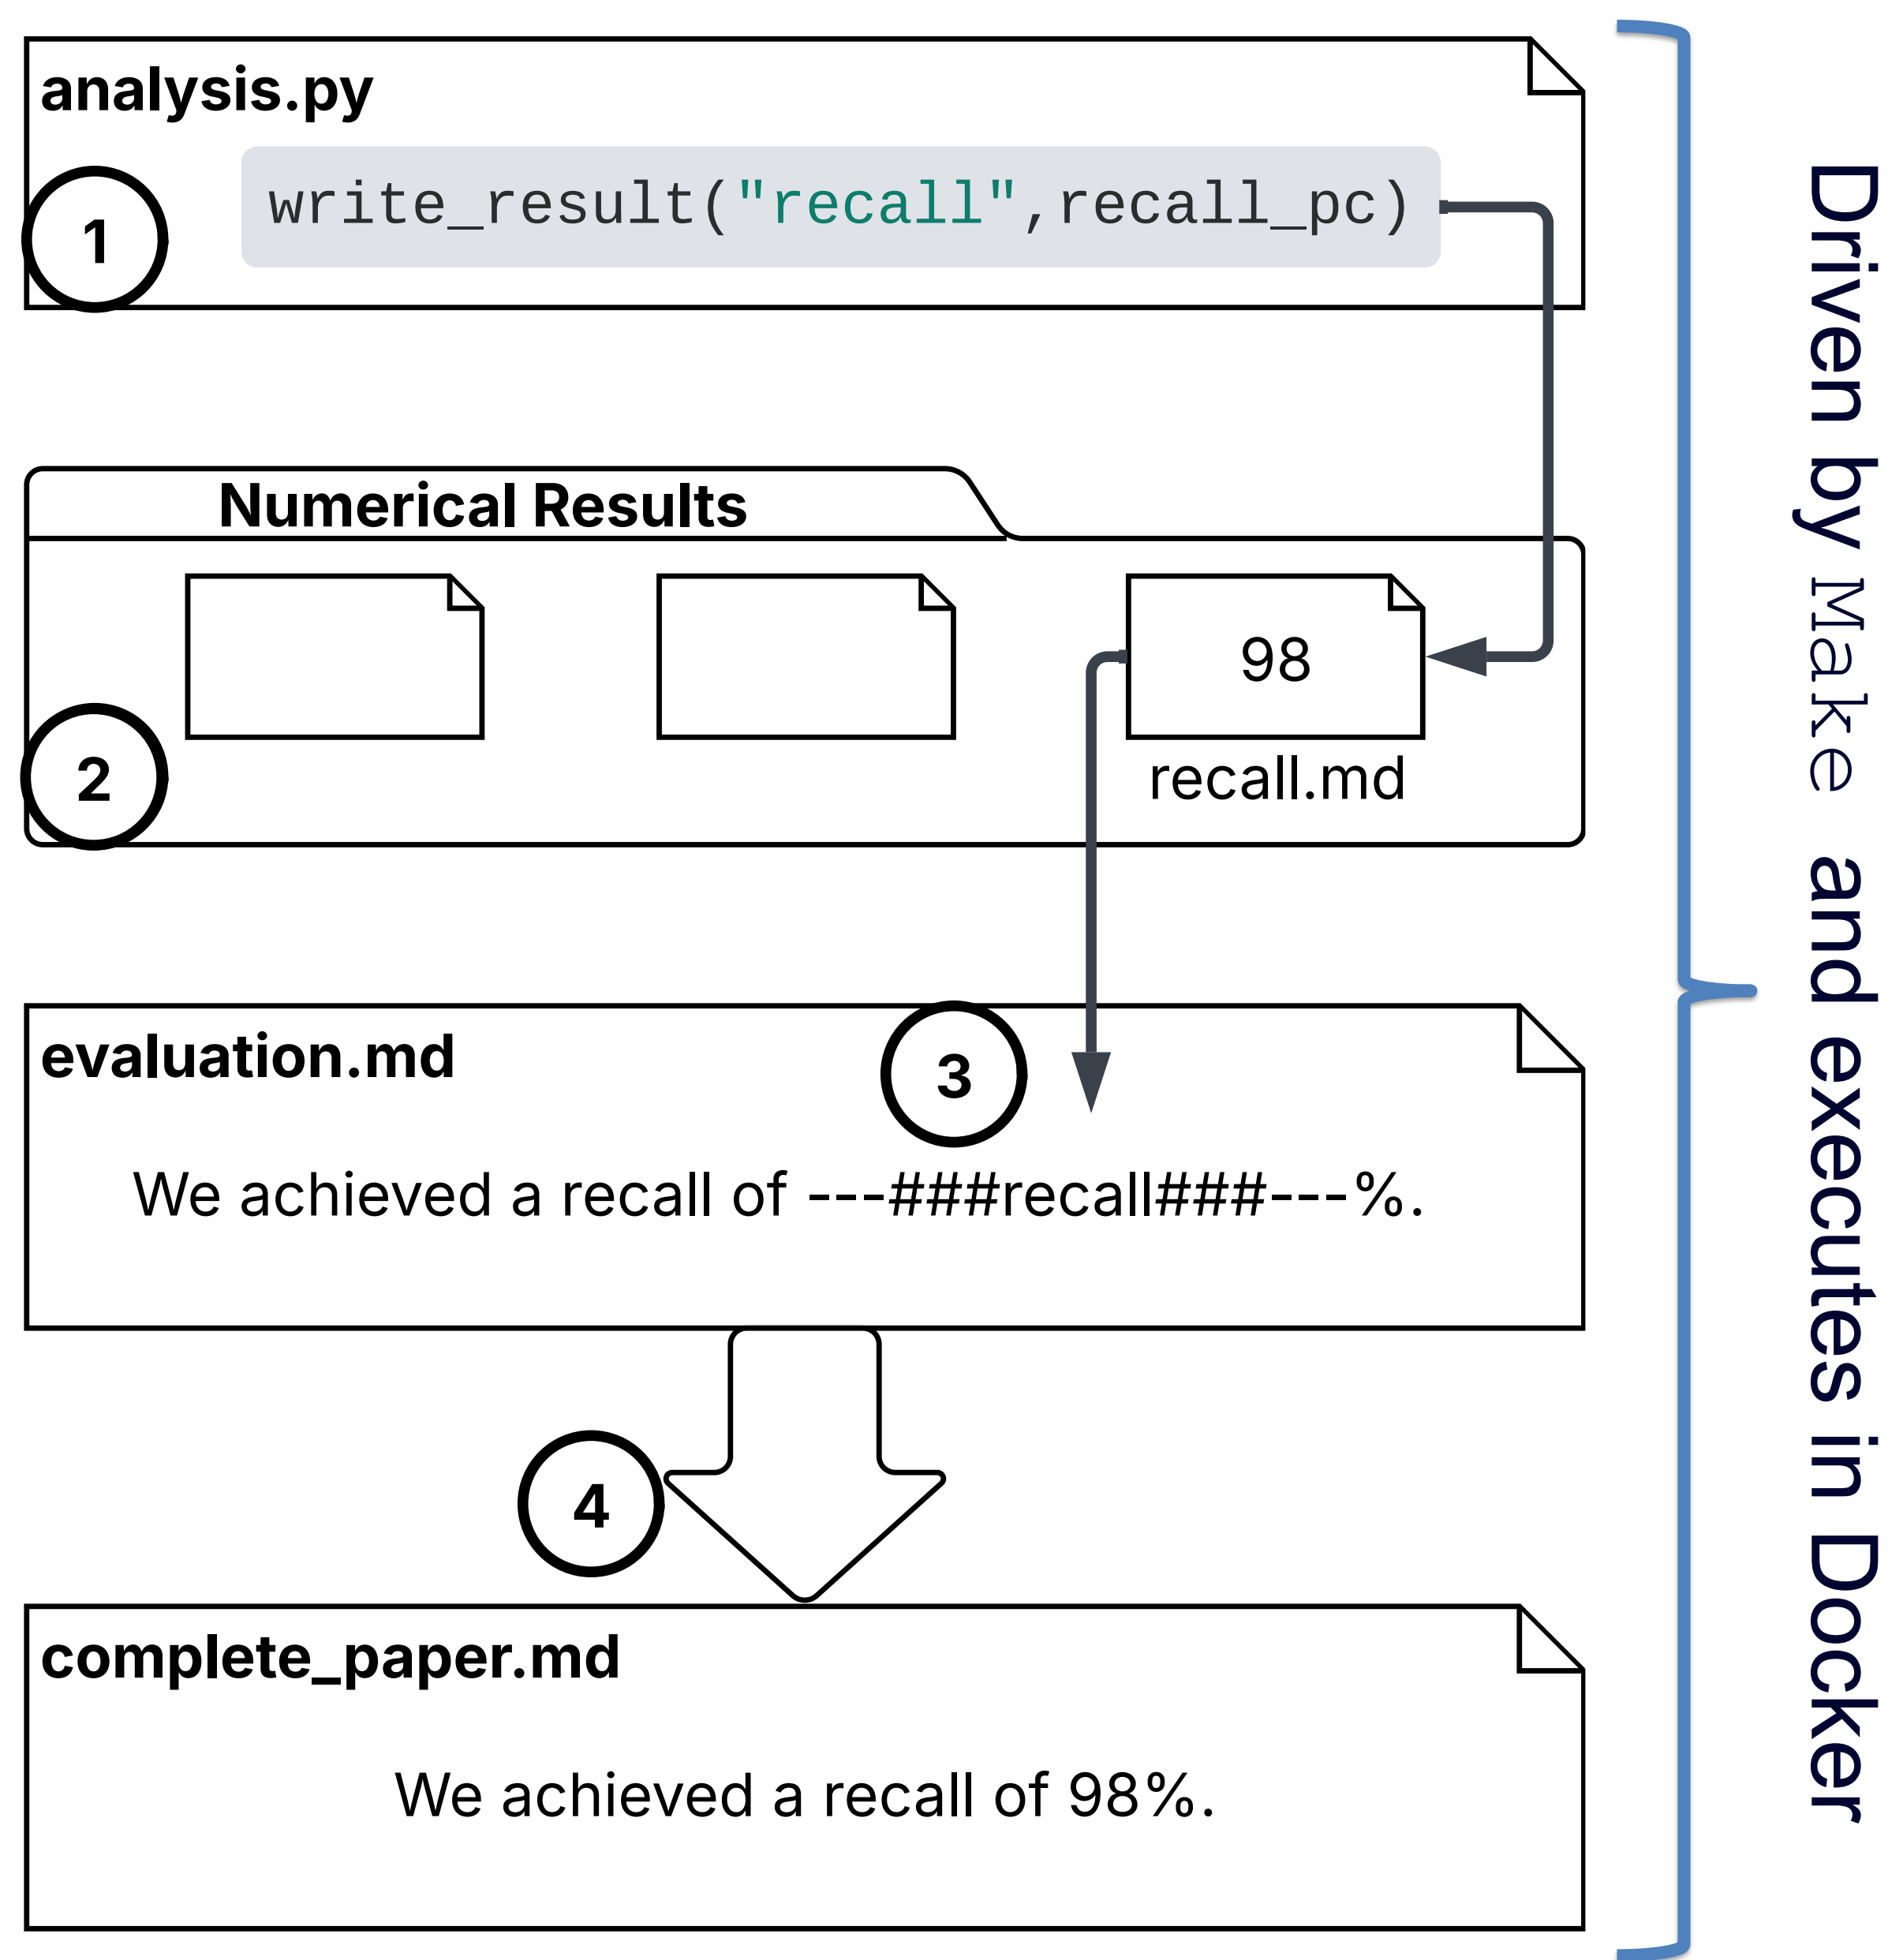 analysis.py
write_result("recall",recall_pc)
1
Numerical Results
98
recall.md
2
evaluation.md
3
We achieved a recall of ---###recall###---%.
4
complete_paper.md
We achieved a recall of 98%.
Driven by Make and executes in Docker